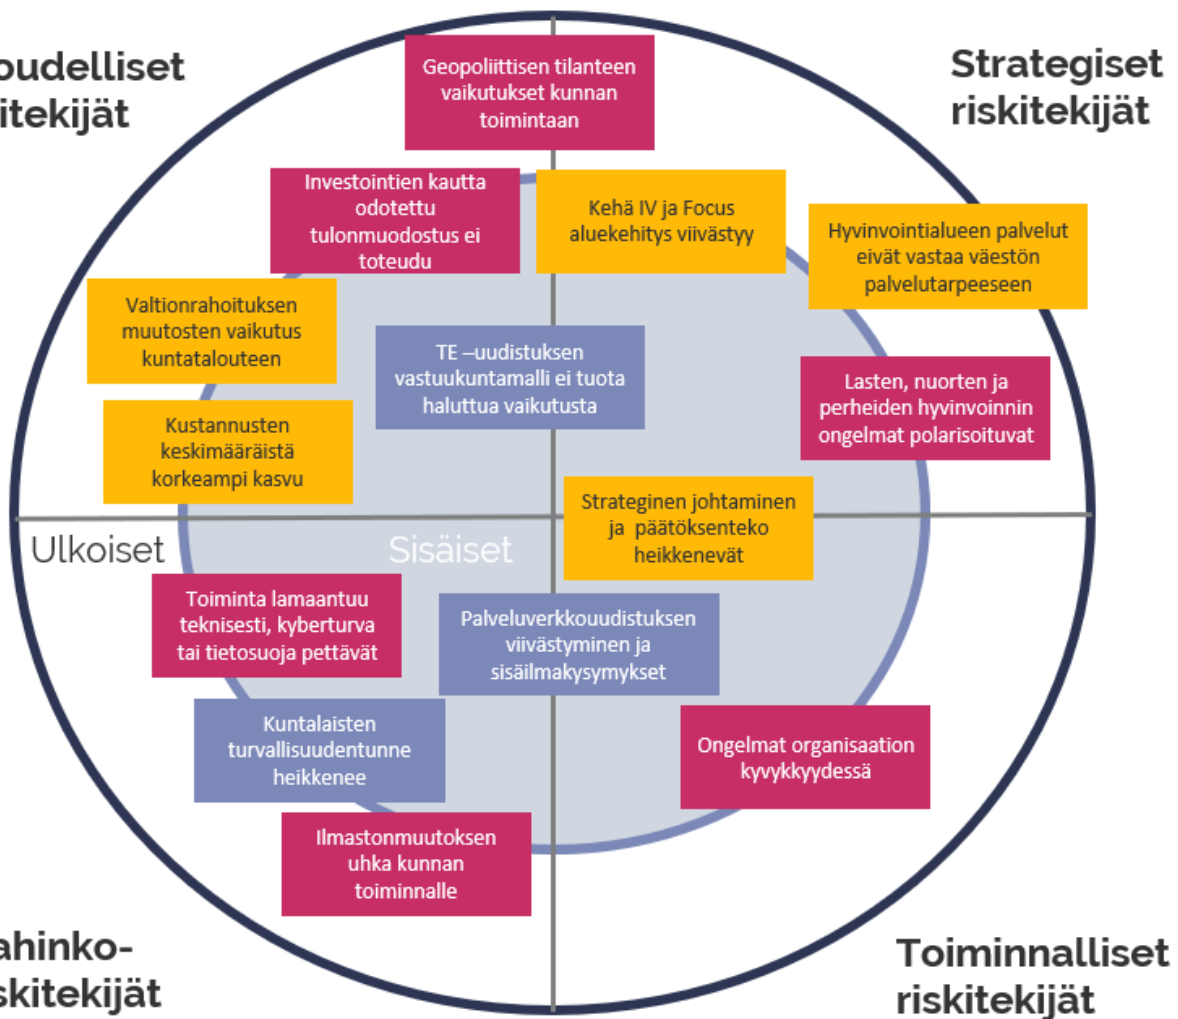 oudelliset
itekijät
Strategiset
riskitekijät
Geopoliittisen tilanteen
vaikutukset kunnan
toimintaan
Investointien kautta
odotettu
tulonmuodostus ei
toteudu
Kehä IV ja Focus
aluekehitys viivästyy
Hyvinvointialueen palvelut
eivät vastaa väestön
palvelutarpeeseen
Valtionrahoituksen
muutosten vaikutus
kuntatalouteen
TE –uudistuksen
vastuukuntamalli ei tuota
haluttua vaikutusta
Lasten, nuorten ja
perheiden hyvinvoinnin
ongelmat polarisoituvat
Kustannusten
keskimääräistä
korkeampi kasvu
Strateginen johtaminen
ja päätöksenteko
heikkenevät
Ulkoiset
Sisäiset
Toiminta lamaantuu
teknisesti, kyberturva
tai tietosuoja pettävät
Palveluverkkouudistuksen
viivästyminen ja
sisäilmakysymykset
Kuntalaisten
turvallisuudentunne
heikkenee
Ongelmat organisaation
kyvykkyydessä
Ilmastonmuutoksen
uhka kunnan
toiminnalle
ahinko-
skitekijät
Toiminnalliset
riskitekijät